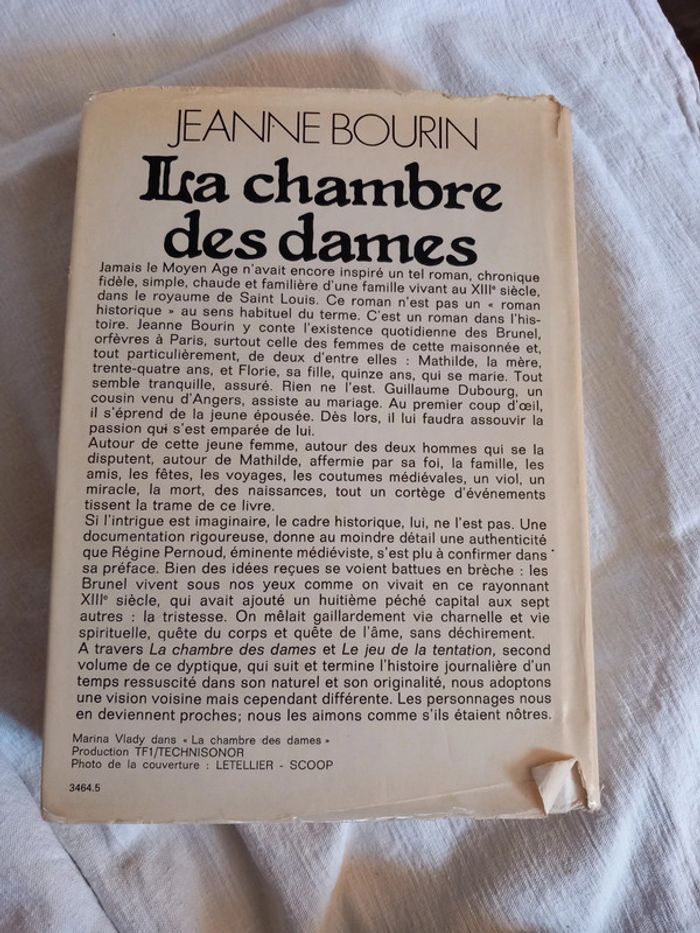 JEANNE BOURIN
La chambre
des dames
Jamais le Moyen Age n'avait encore inspiré un tel roman, chronique
fidèle, simple, chaude et familière d'une famille vivant au XIIIe siècle,
dans le royaume de Saint Louis. Ce roman n'est pas un « roman
historique » au sens habituel du terme. C'est un roman dans l'his-
toire. Jeanne Bourin y conte l'existence quotidienne des Brunel,
orfèvres à Paris, surtout celle des femmes de cette maisonnée et,
tout particulièrement, de deux d'entre elles : Mathilde, la mère,
trente-quatre ans, et Florie, sa fille, quinze ans, qui se marie. Tout
semble tranquille, assuré. Rien ne l'est. Guillaume Dubourg, un
cousin venu d'Angers, assiste au mariage. Au premier coup d'œil,
il s'éprend de la jeune épousée. Dès lors, il lui faudra assouvir la
passion qui s'est emparée de lui.
Autour de cette jeune femme, autour des deux hommes qui se la
disputent, autour de Mathilde, affermie par sa foi, la famille, les
amis, les fêtes, les voyages, les coutumes médiévales, un viol, un
miracle, la mort, des naissances, tout un cortège d'événements
tissent la trame de ce livre.
Si l'intrigue est imaginaire, le cadre historique, lui, ne l'est pas. Une
documentation rigoureuse, donne au moindre détail une authenticité
que Régine Pernoud, éminente médiéviste, s'est plu à confirmer dans
sa préface. Bien des idées reçues se voient battues en brèche : les
Brunel vivent sous nos yeux comme on vivait en ce rayonnant
XIIIe siècle, qui avait ajouté un huitième péché capital aux sept
autres : la tristesse. On mêlait gaillardement vie charnelle et vie
spirituelle, quête du corps et quête de l'âme, sans déchirement.
A travers La chambre des dames et Le jeu de la tentation, second
volume de ce dyptique, qui suit et termine l'histoire journalière d'un
temps ressuscité dans son naturel et son originalité, nous adoptons
une vision voisine mais cependant différente. Les personnages nous
en deviennent proches; nous les aimons comme s'ils étaient nôtres.
Marina Vlady dans « La chambre des dames »
Production TF1/TECHNISONOR
Photo de la couverture : LETELLIER - SCOOP
3464.5